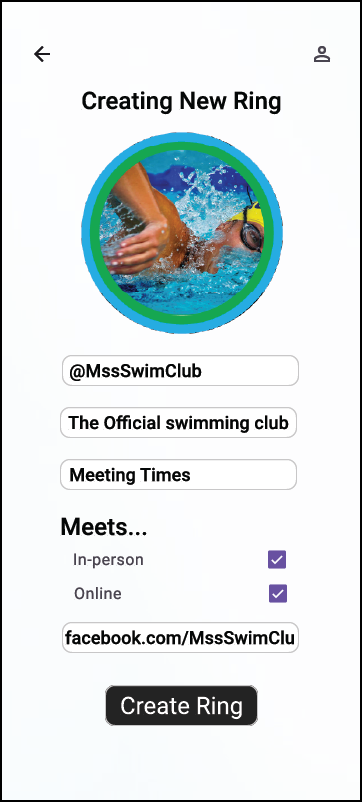 Creating New Ring
@MssSwimClub
The Official swimming club
Meeting Times
Meets...
In-person
Online
facebook.com/MssSwimClu
Create Ring